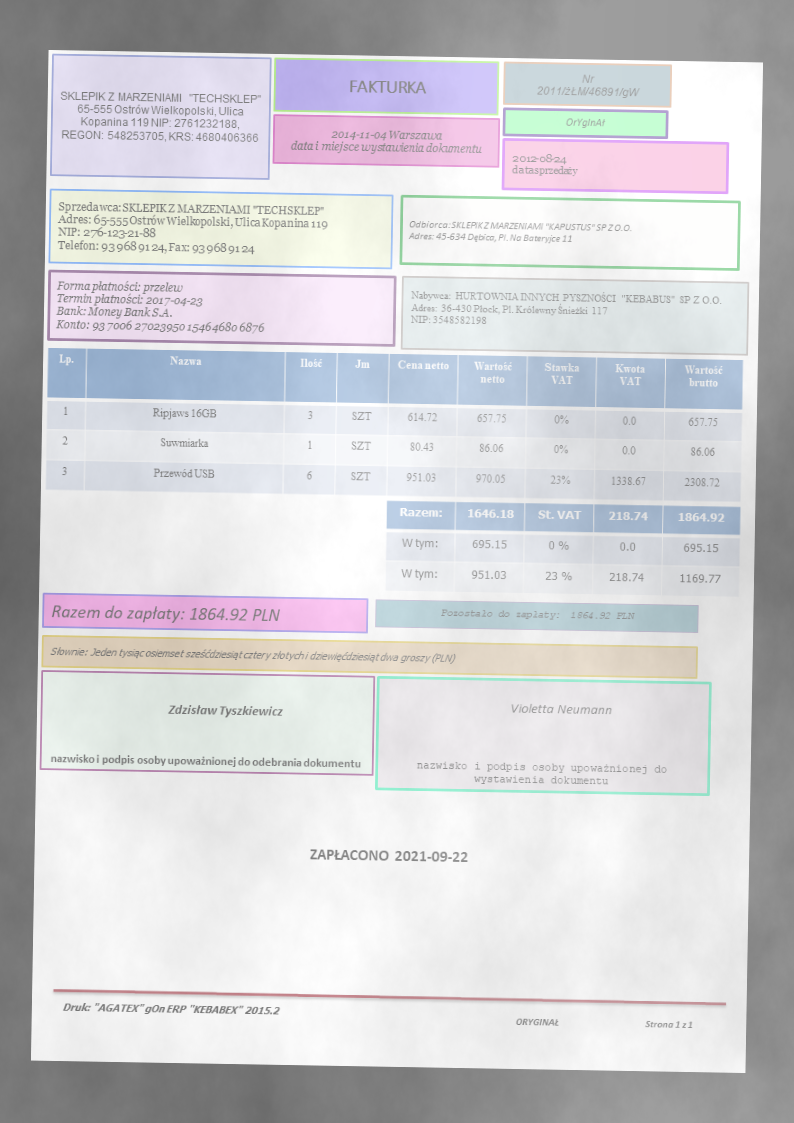 SKLEPIK Z MARZENIAMI "TECHSKLEP"
65-555 Ostrów Wielkopolski, Ulica
Kopanina 119 NIP: 2761232188,
REGON: 548253705, KRS: 4680406366
FAKTURKA
2014-11-04 Warszawa
data i miejsce wystawienia dokumentu
Nr
2011/żŁM/46891/gW
OrYgInAł
2012-08-24
data sprzedaży
Sprzedawca: SKLEPIK Z MARZENIAMI "TECHSKLEP"
Adres: 65-555 Ostrów Wielkopolski, Ulica Kopanina 119
NIP: 276-123-21-88
Telefon: 93 968 91 24, Fax: 93 968 91 24
Odbiorca: SKLEPIK Z MARZENIAMI "KAPUSTUS" SP Z O.O.
Adres: 45-634 Dębica, Pl. Na Bateryjce 11
Forma płatności: przelew
Termin płatności: 2017-04-23
Bank: Money Bank S.A.
Konto: 93 7006 2702 3950 1546 4680 6876
Nabywca: HURTOWNIA INNYCH PYSZNOŚCI "KEBABUS" SP Z O.O.
Adres: 36-430 Płock, Pl. Królewny Śnieżki 117
NIP: 3548582198
Lp. Nazwa Ilość Jm Cena netto Wartość netto Stawka VAT Kwota VAT Wartość brutto
1 Ripjaws 16GB 3 SZT 614.72 657.75 0% 0.0 657.75
2 Suwmiarka 1 SZT 80.43 86.06 0% 0.0 86.06
3 Przewód USB 6 SZT 951.03 970.05 23% 1338.67 2308.72
Razem: 1646.18 St. VAT 218.74 1864.92
W tym: 695.15 0 % 0.0 695.15
W tym: 951.03 23 % 218.74 1169.77
Razem do zapłaty: 1864.92 PLN
Pozostało do zapłaty: 1864.92 PLN
Słownie: Jeden tysiąc osiemset sześćdziesiąt cztery złotych i dziewięćdziesiąt dwa groszy (PLN)
Zdzisław Tyszkiewicz
nazwisko i podpis osoby upoważnionej do odebrania dokumentu
Violetta Neumann
nazwisko i podpis osoby upoważnionej do
wystawienia dokumentu
ZAPŁACONO 2021-09-22
Druk: "AGATEX" gOn ERP "KEBABEX" 2015.2
ORYGINAŁ
Strona 1 z 1